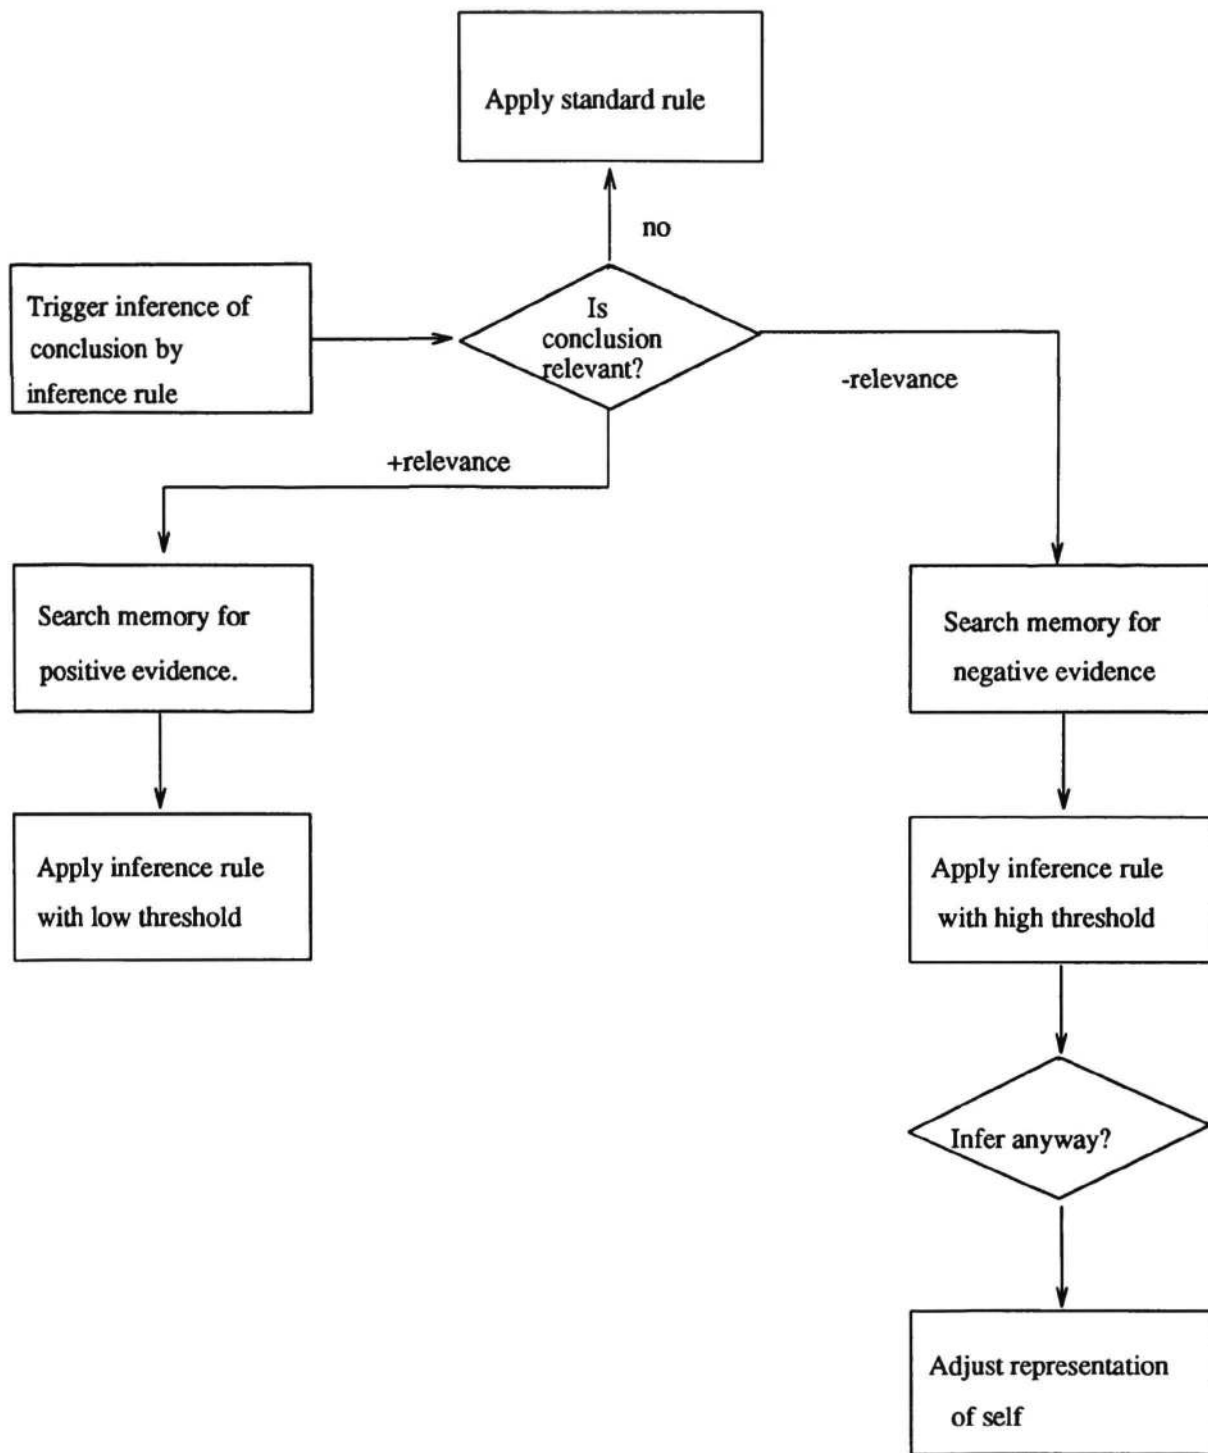 Apply standard rule
no
Trigger inference of
conclusion by
inference rule
Is
conclusion
relevant?
-relevance
+relevance
Search memory for
positive evidence.
Search memory for
negative evidence
Apply inference rule
with low threshold
Apply inference rule
with high threshold
Infer anyway?
Adjust representation
of self